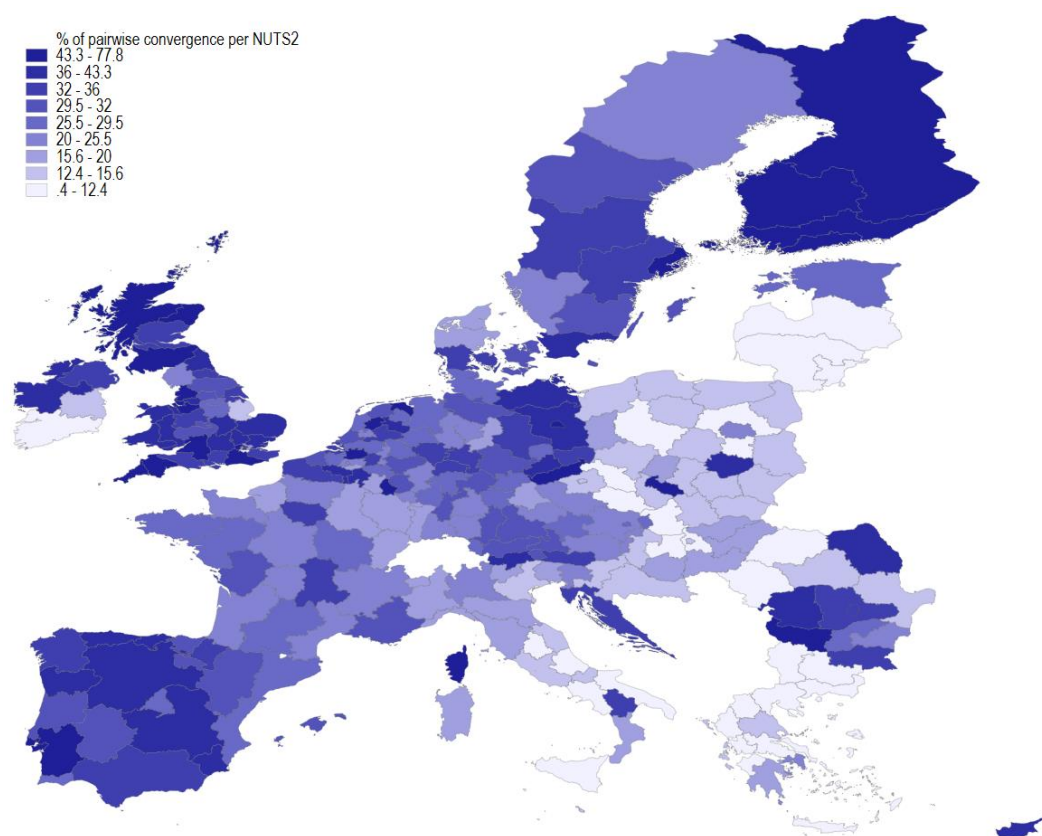 % of pairwise convergence per NUTS2
43.3 - 77.8
36 - 43.3
32 - 36
29.5 - 32
25.5 - 29.5
20 - 25.5
15.6 - 20
12.4 - 15.6
.4 - 12.4